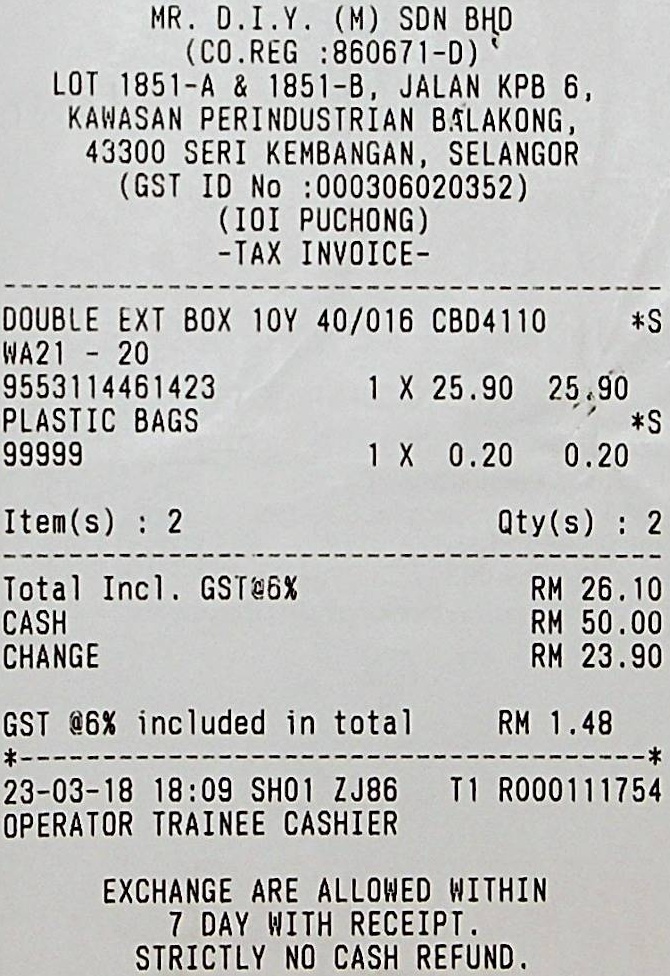 MR. D.I.Y. (M) SDN BHD
(CO.REG :860671-D)
LOT 1851-A & 1851-B, JALAN KPB 6,
KAWASAN PERINDUSTRIAN BALAKONG,
43300 SERI KEMBANGAN, SELANGOR
(GST ID No :000306020352)
(IOI PUCHONG)
-TAX INVOICE-
DOUBLE EXT BOX 10Y 40/016 CBD4110 *S
WA21 - 20
9553114461423 1 X 25.90 25.90
PLASTIC BAGS *S
99999 1 X 0.20 0.20
Item(s) : 2 Qty(s) : 2
Total Incl. GST@6% RM 26.10
CASH RM 50.00
CHANGE RM 23.90
GST @6% included in total RM 1.48
*--------------------------------------*
23-03-18 18:09 SH01 ZJ86 T1 R000111754
OPERATOR TRAINEE CASHIER
EXCHANGE ARE ALLOWED WITHIN
7 DAY WITH RECEIPT.
STRICTLY NO CASH REFUND.